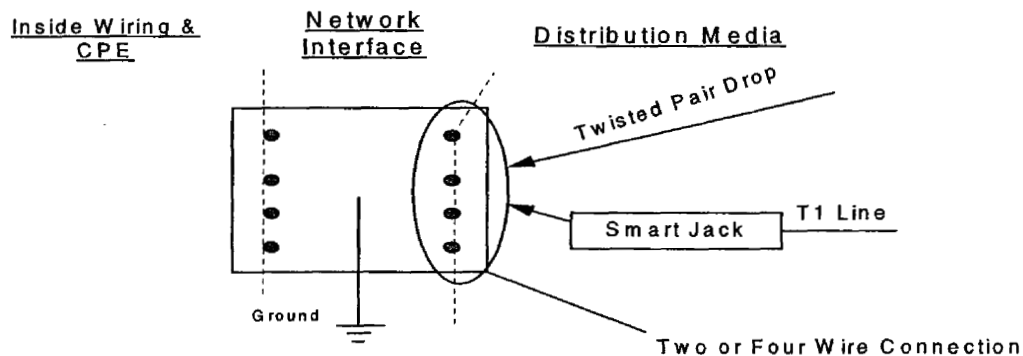 Inside Wiring &
CPE
Network
Interface
Distribution Media
Twisted Pair Drop
T1 Line
Smart Jack
Ground
Two or Four Wire Connection